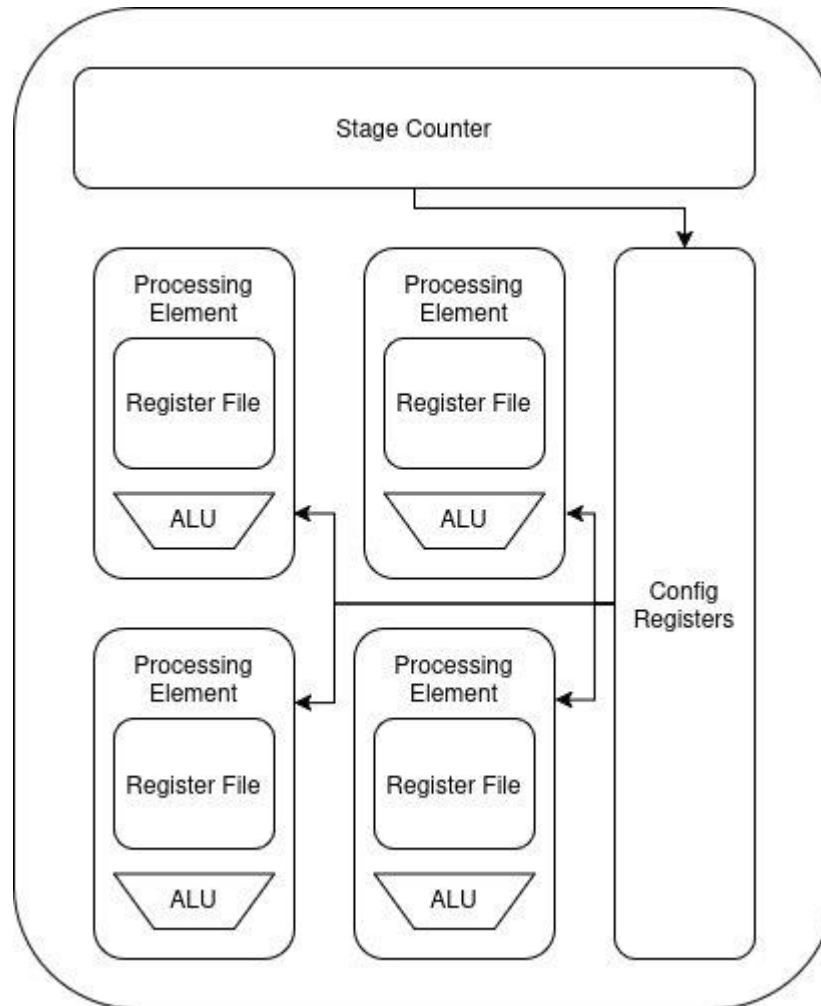 Stage Counter
Processing
Element
Register File
ALU
Processing
Element
Register File
ALU
Config
Registers
Processing
Element
Register File
ALU
Processing
Element
Register File
ALU